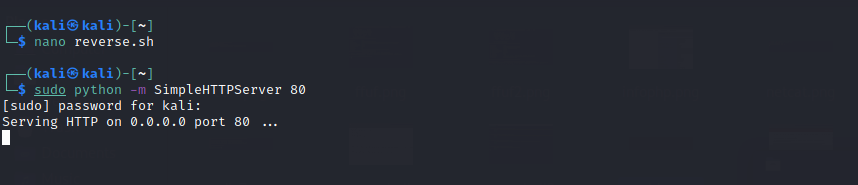 ┌──(kali㉿kali)-[~]
└─$ nano reverse.sh
┌──(kali㉿kali)-[~]
└─$ sudo python -m SimpleHTTPServer 80
[sudo] password for kali:
Serving HTTP on 0.0.0.0 port 80 ...